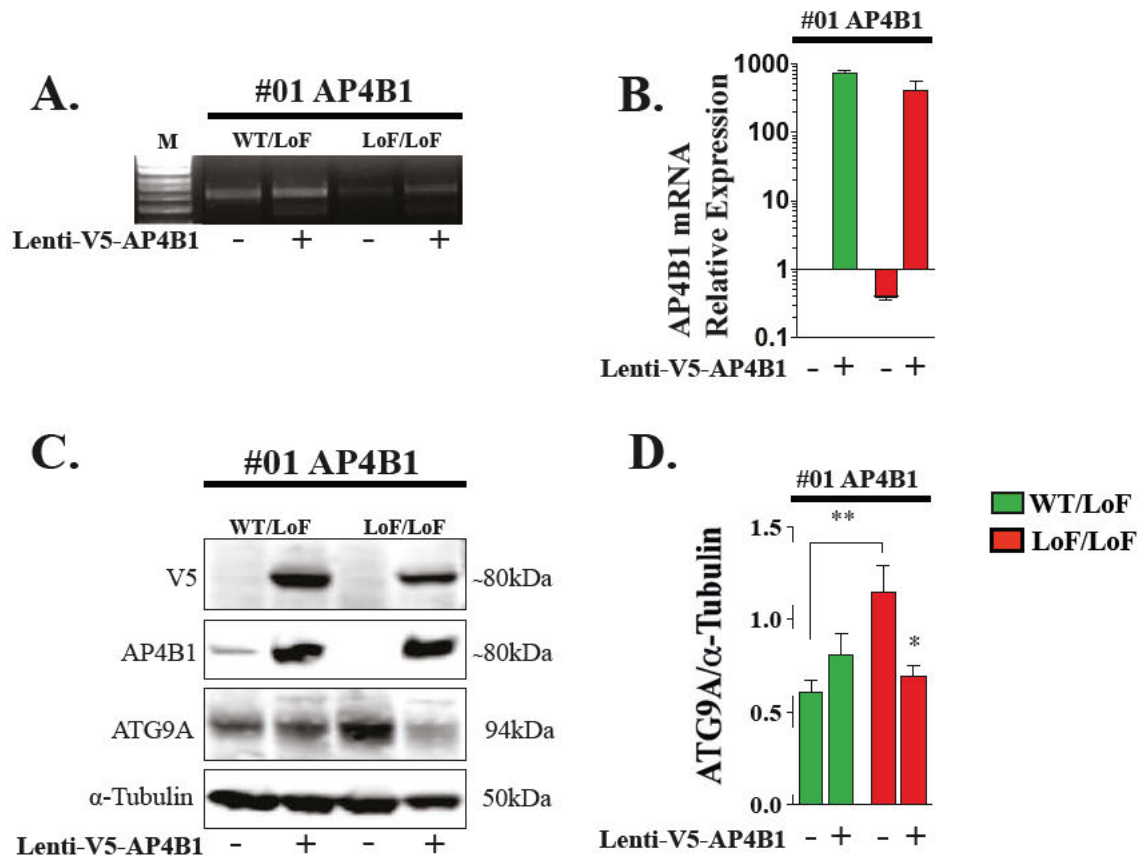 A.
#01 AP4B1
M WT/LoF LoF/LoF
Lenti-V5-AP4B1 - + - +
B.
#01 AP4B1
AP4B1 mRNA
Relative Expression
1000
100
10
1
0.1
Lenti-V5-AP4B1 - + - +
C.
#01 AP4B1
WT/LoF LoF/LoF
V5 ~80kDa
AP4B1 ~80kDa
ATG9A 94kDa
α-Tubulin 50kDa
Lenti-V5-AP4B1 - + - +
D.
#01 AP4B1
ATG9A/α-Tubulin
1.5
1.0
0.5
0.0
**
*
Lenti-V5-AP4B1 - + - +
WT/LoF
LoF/LoF